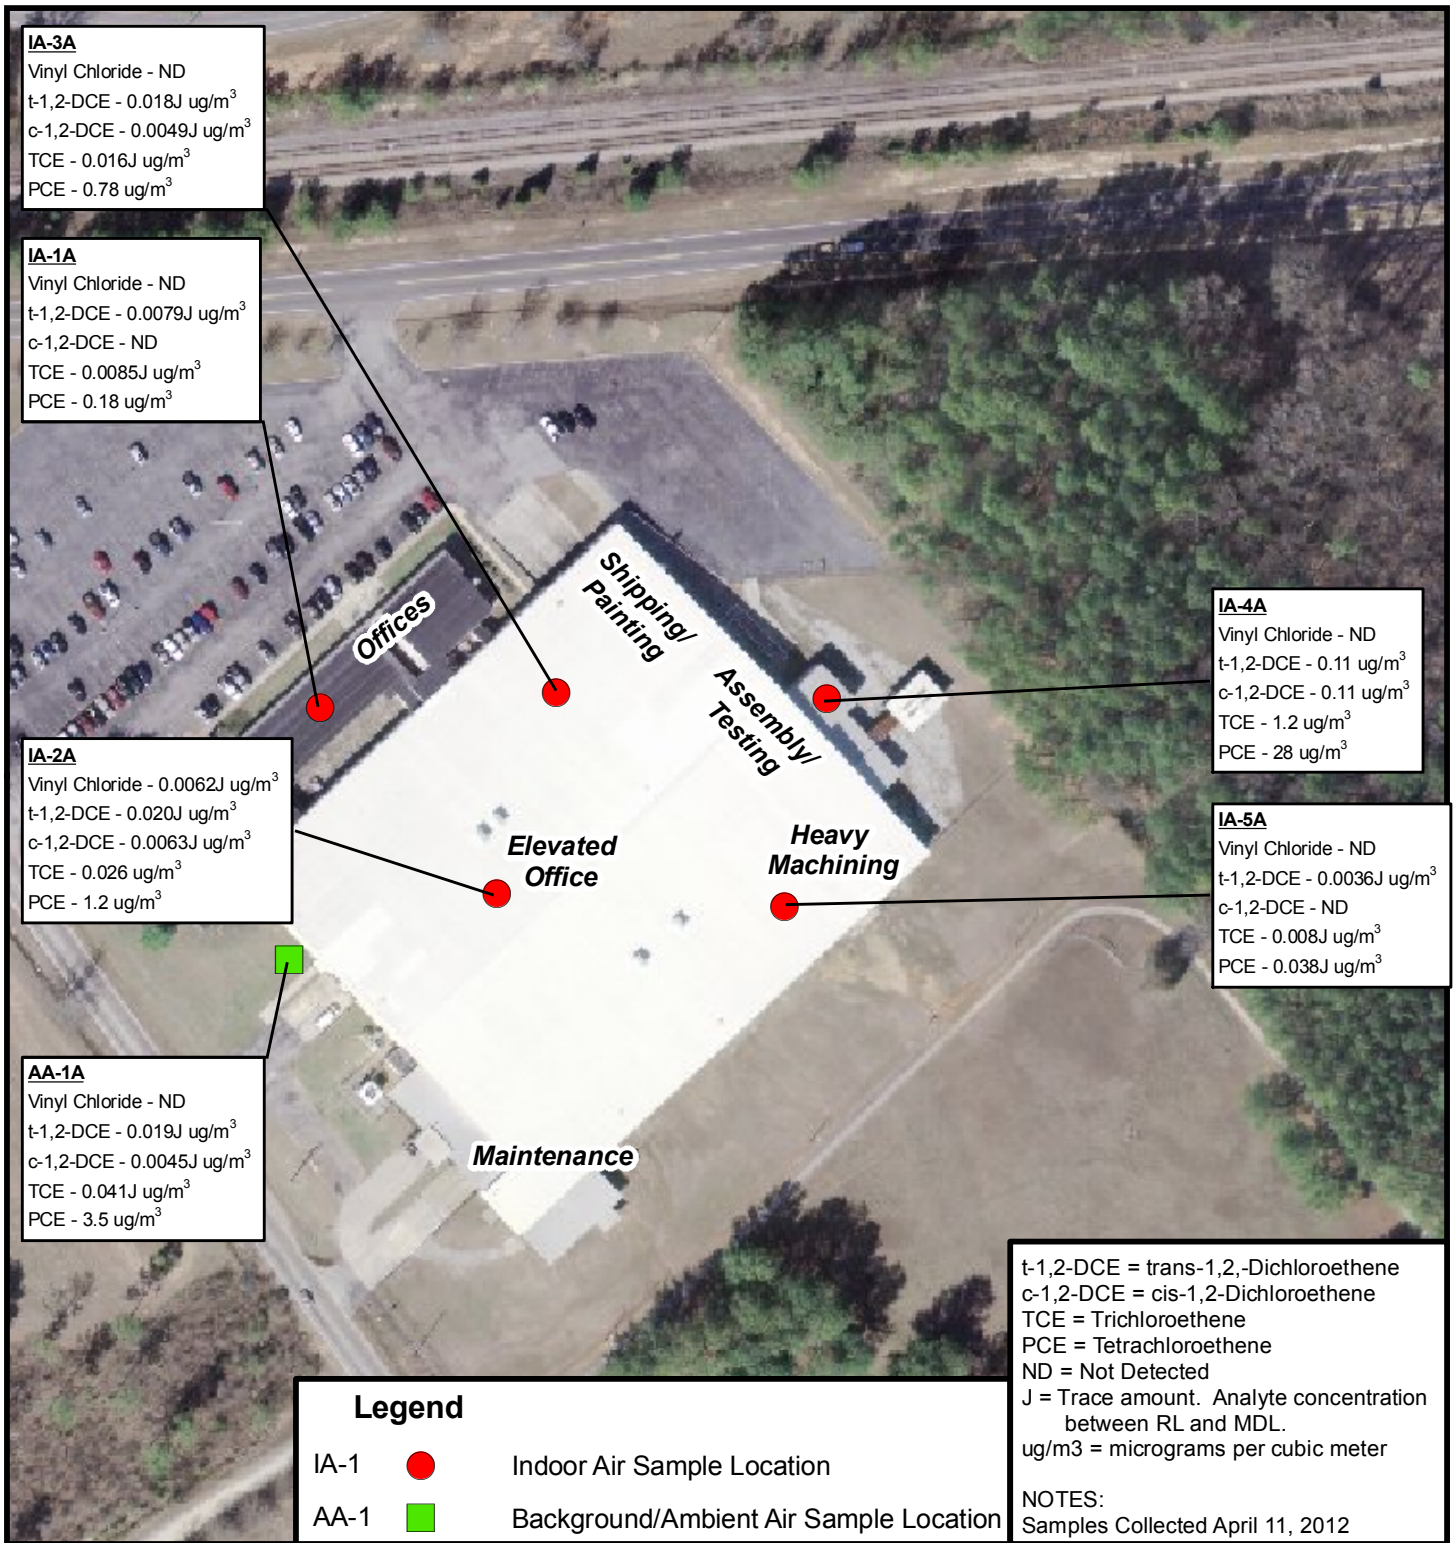 IA-3A
Vinyl Chloride - ND
t-1,2-DCE - 0.018J ug/m³
c-1,2-DCE - 0.0049J ug/m³
TCE - 0.016J ug/m³
PCE - 0.78 ug/m³
IA-1A
Vinyl Chloride - ND
t-1,2-DCE - 0.0079J ug/m³
c-1,2-DCE - ND
TCE - 0.0085J ug/m³
PCE - 0.18 ug/m³
Offices
Shipping/
Painting
Assembly/
Testing
IA-4A
Vinyl Chloride - ND
t-1,2-DCE - 0.11 ug/m³
c-1,2-DCE - 0.11 ug/m³
TCE - 1.2 ug/m³
PCE - 28 ug/m³
IA-2A
Vinyl Chloride - 0.0062J ug/m³
t-1,2-DCE - 0.020J ug/m³
c-1,2-DCE - 0.0063J ug/m³
TCE - 0.026 ug/m³
PCE - 1.2 ug/m³
Elevated
Office
Heavy
Machining
IA-5A
Vinyl Chloride - ND
t-1,2-DCE - 0.0036J ug/m³
c-1,2-DCE - ND
TCE - 0.008J ug/m³
PCE - 0.038J ug/m³
AA-1A
Vinyl Chloride - ND
t-1,2-DCE - 0.019J ug/m³
c-1,2-DCE - 0.0045J ug/m³
TCE - 0.041J ug/m³
PCE - 3.5 ug/m³
Maintenance
t-1,2-DCE = trans-1,2,-Dichloroethene
c-1,2-DCE = cis-1,2-Dichloroethene
TCE = Trichloroethene
PCE = Tetrachloroethene
ND = Not Detected
J = Trace amount. Analyte concentration
between RL and MDL.
ug/m3 = micrograms per cubic meter
NOTES:
Samples Collected April 11, 2012
Legend
IA-1 Indoor Air Sample Location
AA-1 Background/Ambient Air Sample Location